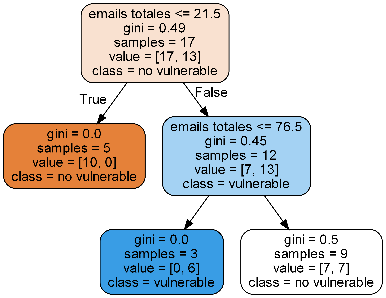 emails totales <= 21.5
gini = 0.49
samples = 17
value = [17, 13]
class = no vulnerable
True
False
gini = 0.0
samples = 5
value = [10, 0]
class = no vulnerable
emails totales <= 76.5
gini = 0.45
samples = 12
value = [7, 13]
class = vulnerable
gini = 0.0
samples = 3
value = [0, 6]
class = vulnerable
gini = 0.5
samples = 9
value = [7, 7]
class = no vulnerable